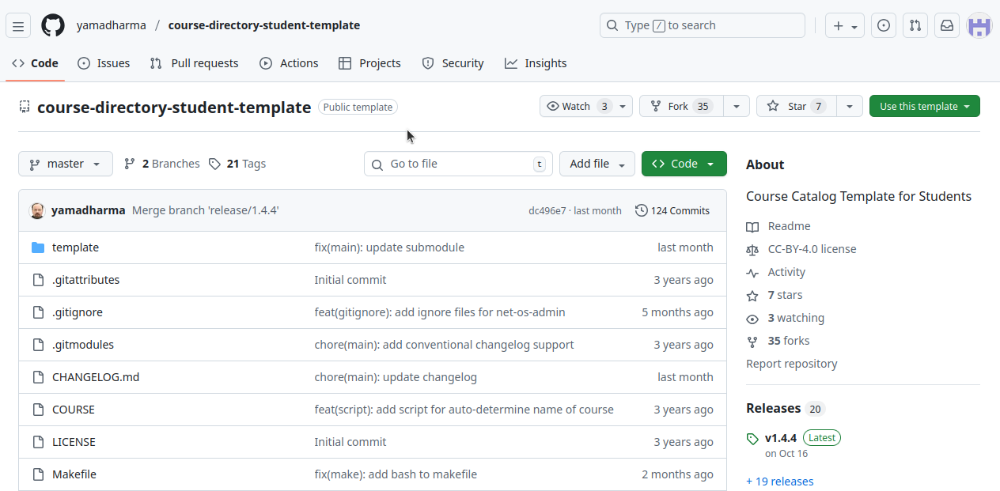 yamadharma / course-directory-student-template
Type / to search
Code Issues Pull requests Actions Projects Security Insights
course-directory-student-template Public template
Watch 3 Fork 35 Star 7 Use this template
master 2 Branches 21 Tags
Go to file t Add file Code
yamadharma Merge branch 'release/1.4.4' dc496e7 · last month 124 Commits
template fix(main): update submodule last month
.gitattributes Initial commit 3 years ago
.gitignore feat(gitignore): add ignore files for net-os-admin 5 months ago
.gitmodules chore(main): add conventional changelog support 3 years ago
CHANGELOG.md chore(main): update changelog last month
COURSE feat(script): add script for auto-determine name of course 3 years ago
LICENSE Initial commit 3 years ago
Makefile fix(make): add bash to makefile 2 months ago
About
Course Catalog Template for Students
Readme
CC-BY-4.0 license
Activity
7 stars
3 watching
35 forks
Report repository
Releases 20
v1.4.4 Latest
on Oct 16
+ 19 releases